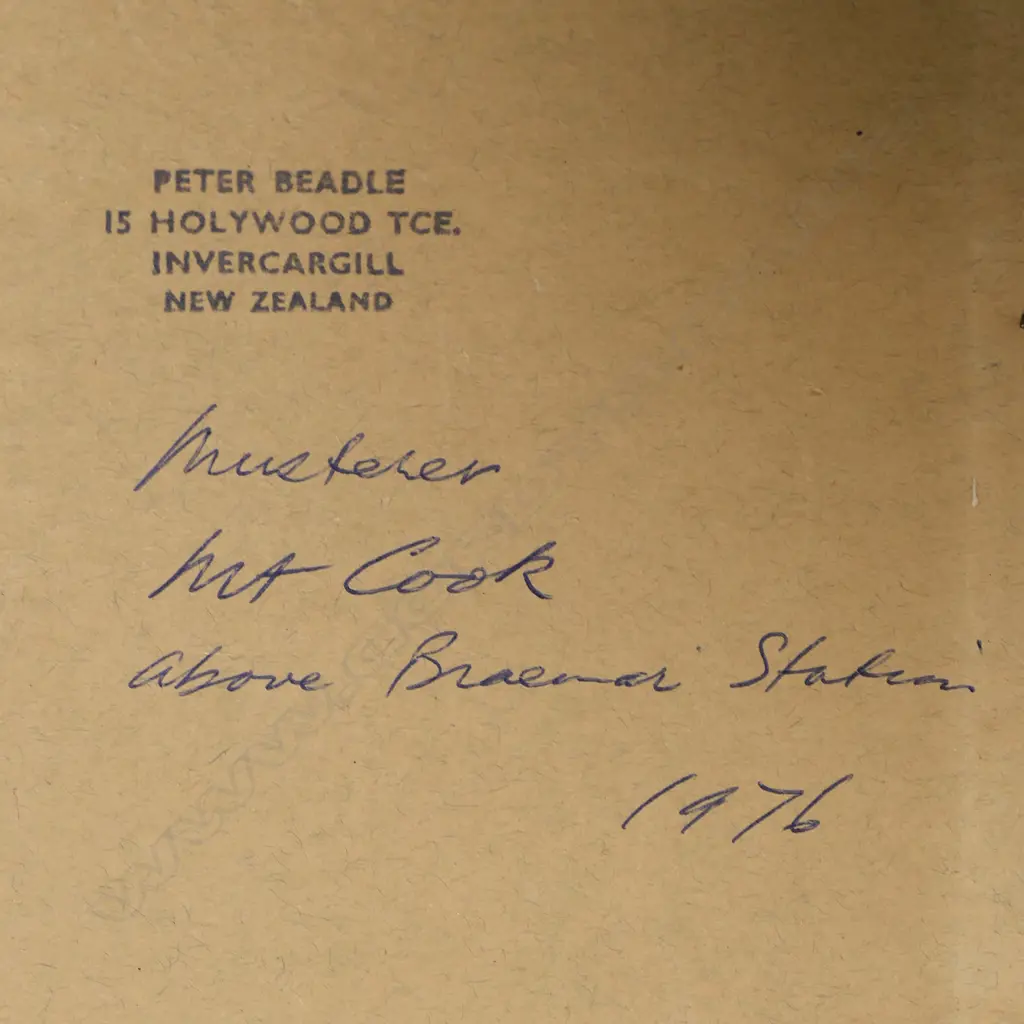 PETER BEADLE
15 HOLYWOOD TCE.
INVERCARGILL
NEW ZEALAND
Musterer
Mt Cook
above Braemar Station
1976